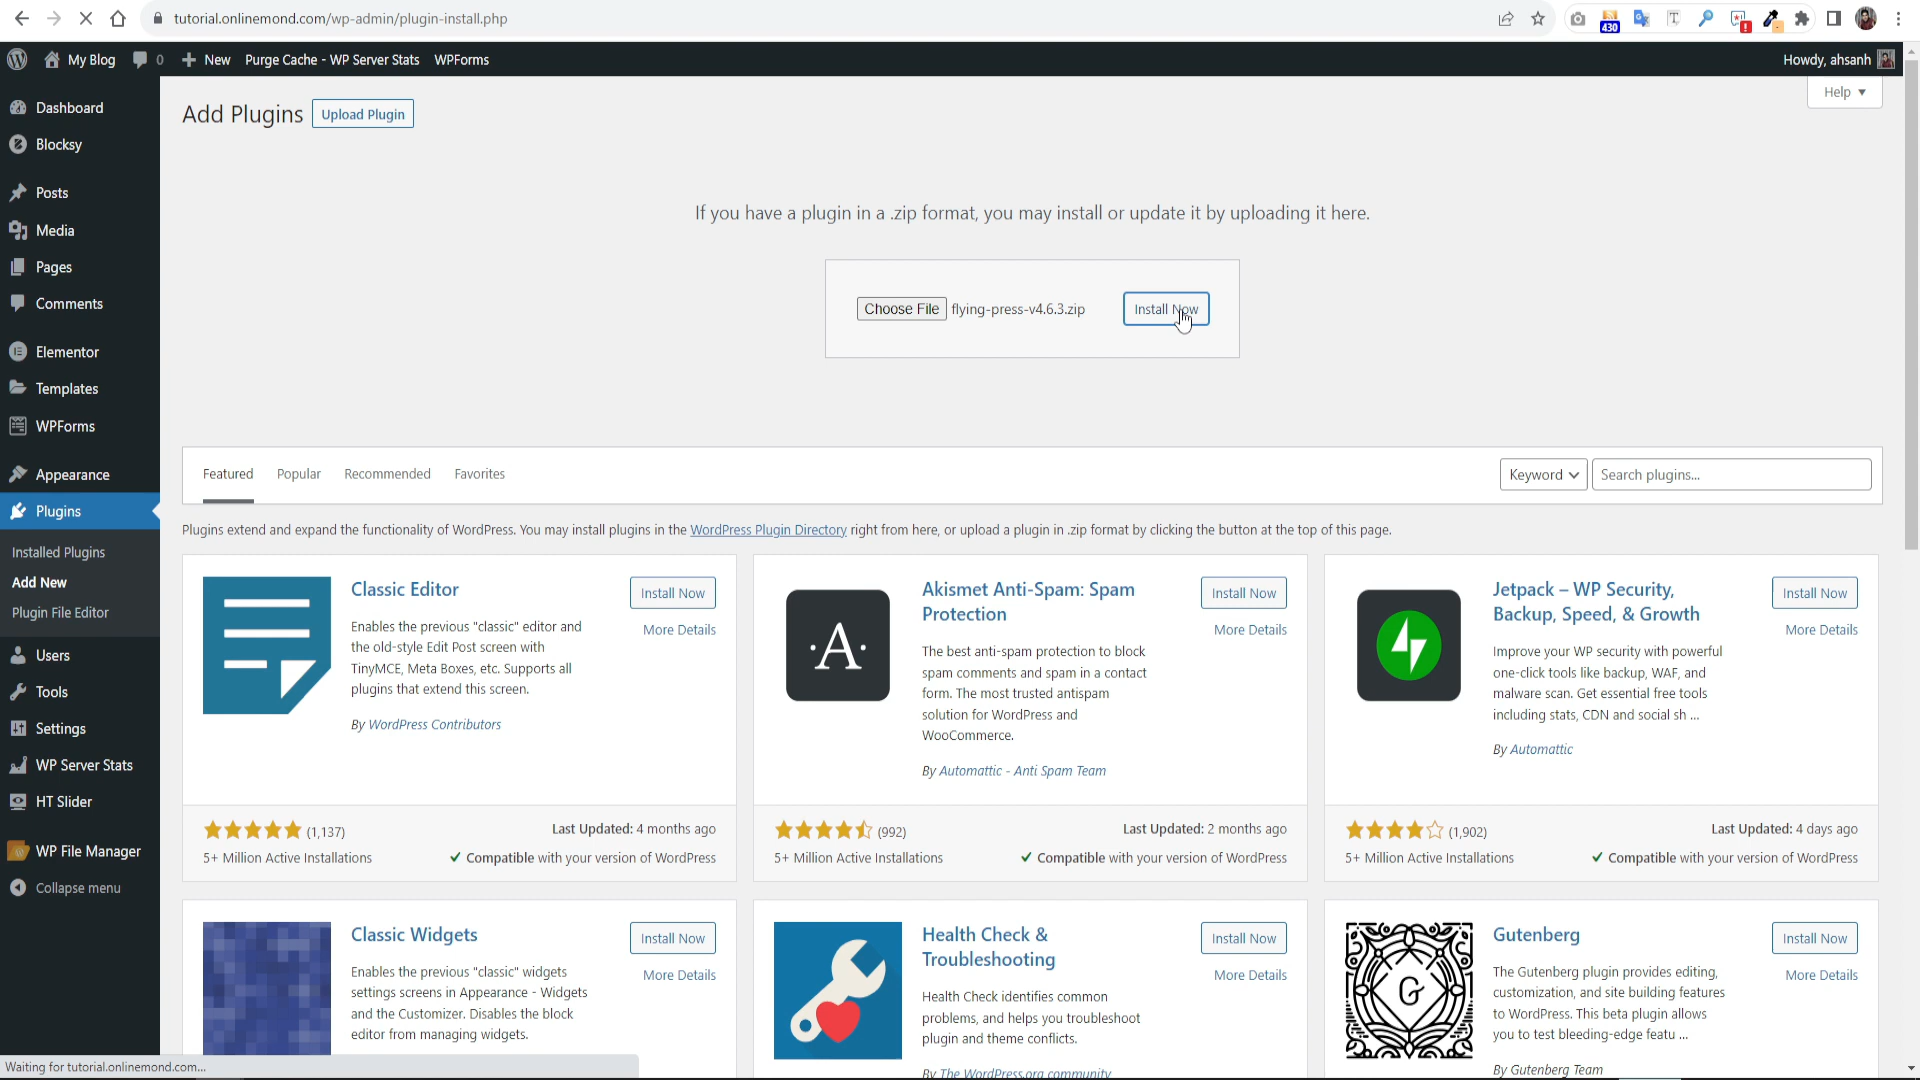 tutorial.onlinemond.com/wp-admin/plugin-install.php
430
My Blog 0 New Purge Cache - WP Server Stats WPForms
Howdy, ahsanh
Help
Dashboard
Blocksy
Posts
Media
Pages
Comments
Elementor
Templates
WPForms
Appearance
Plugins
Installed Plugins
Add New
Plugin File Editor
Users
Tools
Settings
WP Server Stats
HT Slider
WP File Manager
Collapse menu
Add Plugins Upload Plugin
If you have a plugin in a .zip format, you may install or update it by uploading it here.
Choose File flying-press-v4.6.3.zip Install Now
Featured Popular Recommended Favorites
Keyword Search plugins...
Plugins extend and expand the functionality of WordPress. You may install plugins in the WordPress Plugin Directory right from here, or upload a plugin in .zip format by clicking the button at the top of this page.
Classic Editor
Install Now
More Details
Enables the previous "classic" editor and
the old-style Edit Post screen with
TinyMCE, Meta Boxes, etc. Supports all
plugins that extend this screen.
By WordPress Contributors
(1,137)
Last Updated: 4 months ago
5+ Million Active Installations
Compatible with your version of WordPress
·A·
Akismet Anti-Spam: Spam
Protection
Install Now
More Details
The best anti-spam protection to block
spam comments and spam in a contact
form. The most trusted antispam
solution for WordPress and
WooCommerce.
By Automattic - Anti Spam Team
(992)
Last Updated: 2 months ago
5+ Million Active Installations
Compatible with your version of WordPress
Jetpack – WP Security,
Backup, Speed, & Growth
Install Now
More Details
Improve your WP security with powerful
one-click tools like backup, WAF, and
malware scan. Get essential free tools
including stats, CDN and social sh ...
By Automattic
(1,902)
Last Updated: 4 days ago
5+ Million Active Installations
Compatible with your version of WordPress
Classic Widgets
Install Now
More Details
Enables the previous "classic" widgets
settings screens in Appearance - Widgets
and the Customizer. Disables the block
editor from managing widgets.
Health Check &
Troubleshooting
Install Now
More Details
Health Check identifies common
problems, and helps you troubleshoot
plugin and theme conflicts.
By The WordPress.org community
G
Gutenberg
Install Now
More Details
The Gutenberg plugin provides editing,
customization, and site building features
to WordPress. This beta plugin allows
you to test bleeding-edge featu ...
By Gutenberg Team
Waiting for tutorial.onlinemond.com...